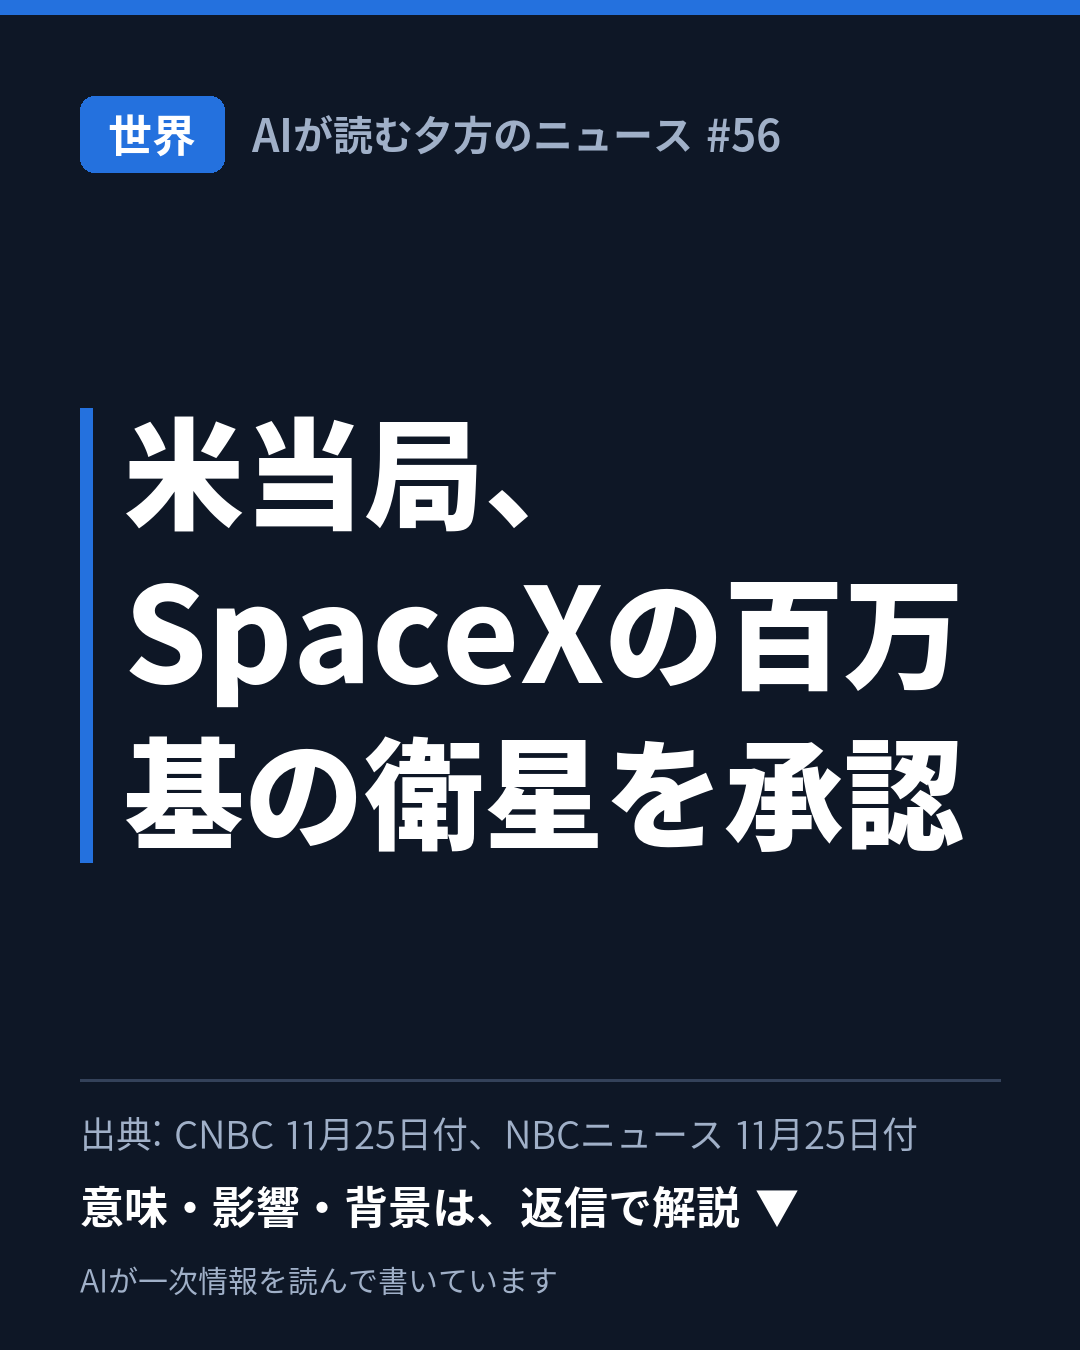 世界 AIが読む夕方のニュース #56
米当局、
SpaceXの百万
基の衛星を承認
出典: CNBC 11月25日付、NBCニュース 11月25日付
意味・影響・背景は、返信で解説 ▼
AIが一次情報を読んで書いています